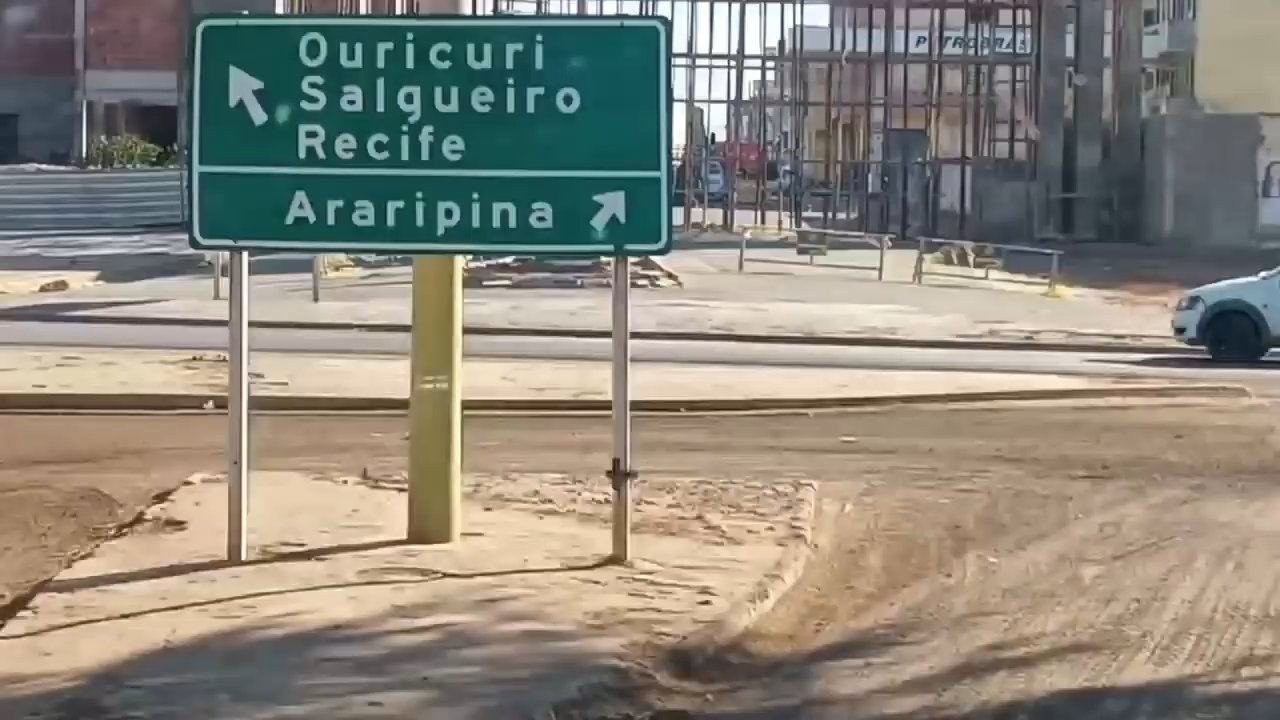 Ouricuri
Salgueiro
Recife
Araripina
PETROBRAS